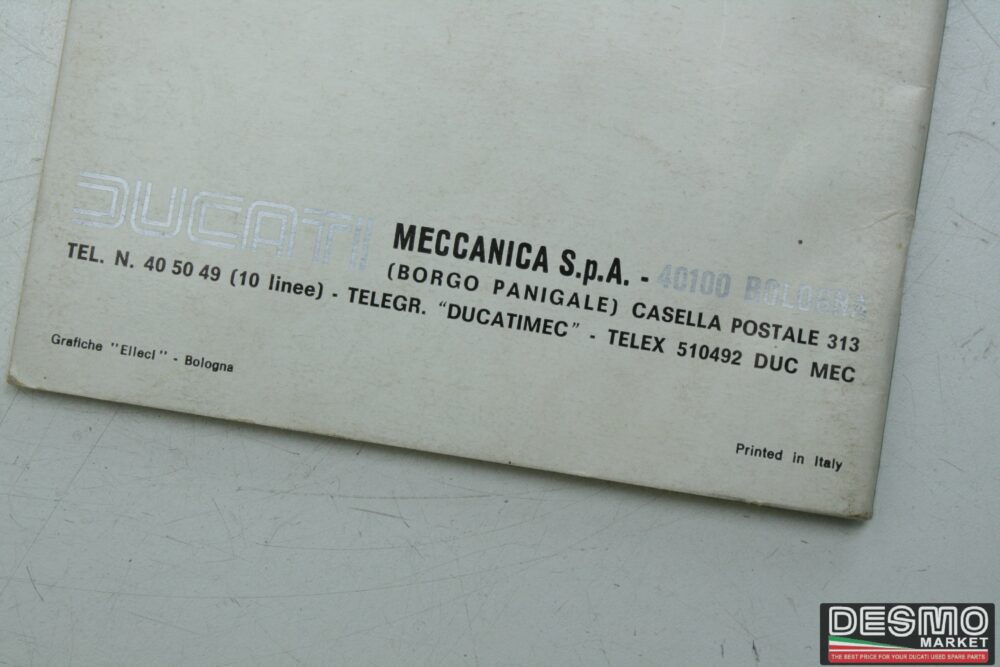 DUCATI MECCANICA S.p.A. - 40100 BOLOGNA
(BORGO PANIGALE) CASELLA POSTALE 313
TEL. N. 40 50 49 (10 linee) - TELEGR. “DUCATIMEC” - TELEX 510492 DUC MEC
Grafiche "Elleci" - Bologna
Printed in Italy
DESMO
MARKET
THE BEST PRICE FOR YOUR DUCATI USED SPARE PARTS